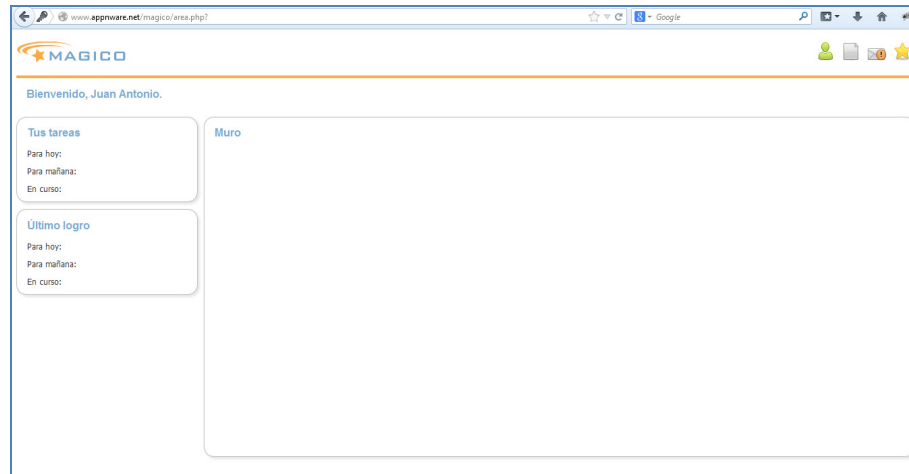 www.appnware.net/magico/area.php?
Google
MAGICO
Bienvenido, Juan Antonio.
Tus tareas
Para hoy:
Para mañana:
En curso:
Último logro
Para hoy:
Para mañana:
En curso:
Muro